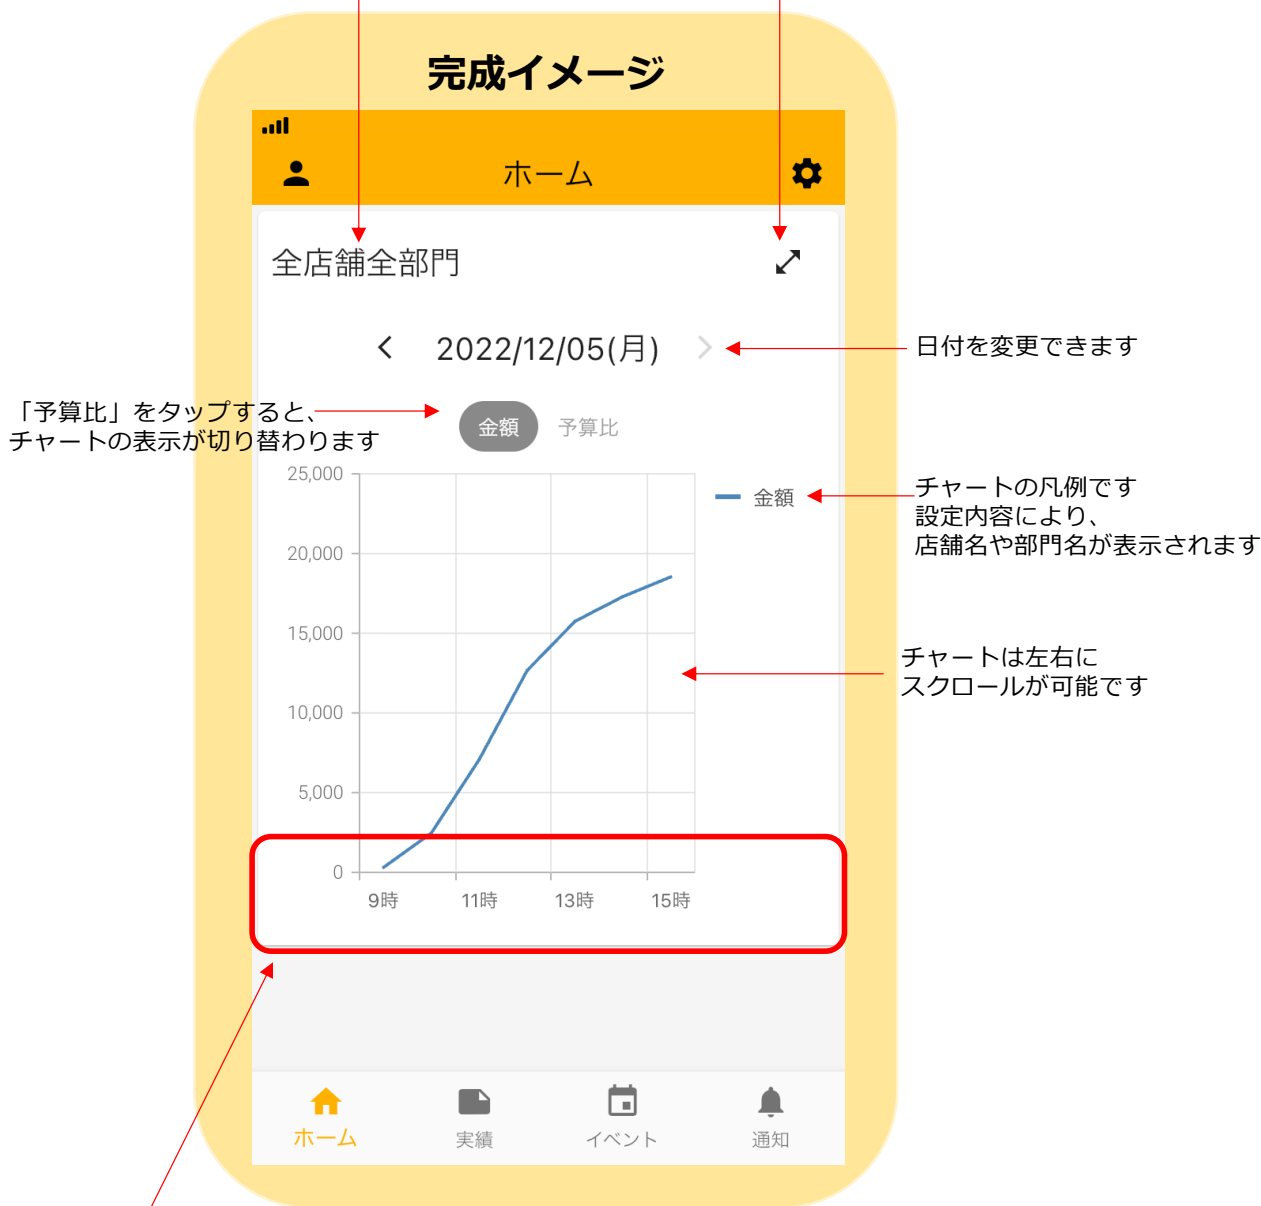 完成イメージ
ホーム
全店舗全部門
2022/12/05(月)
日付を変更できます
「予算比」をタップすると、
チャートの表示が切り替わります
金額 予算比
25,000
金額
チャートの凡例です
設定内容により、
店舗名や部門名が表示されます
20,000
15,000
チャートは左右に
スクロールが可能です
10,000
5,000
0
9時 11時 13時 15時
ホーム 実績 イベント 通知